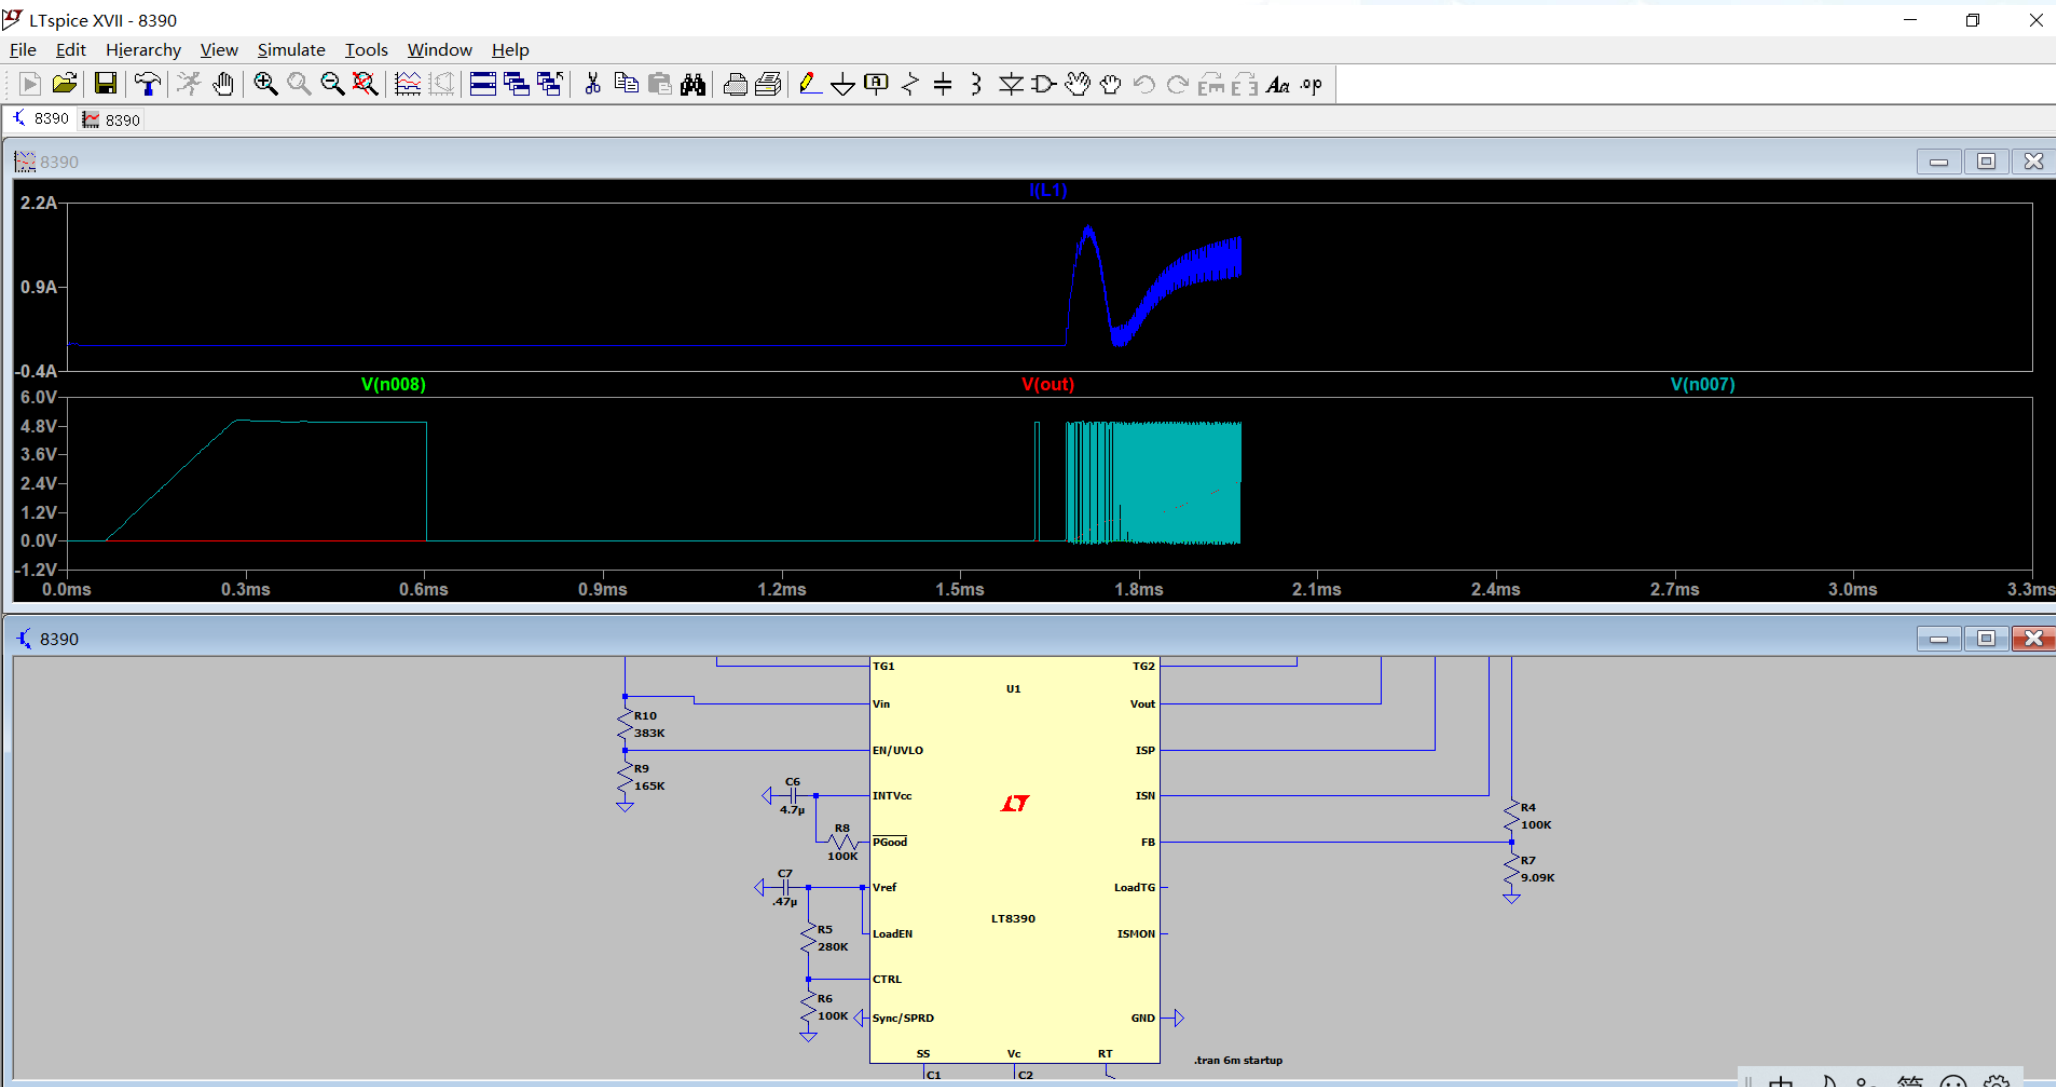 LTspice XVII - 8390
File Edit Hierarchy View Simulate Tools Window Help
8390 8390
8390
I(L1)
2.2A
0.9A
-0.4A
V(n008) V(out) V(n007)
6.0V
4.8V
3.6V
2.4V
1.2V
0.0V
-1.2V
0.0ms 0.3ms 0.6ms 0.9ms 1.2ms 1.5ms 1.8ms 2.1ms 2.4ms 2.7ms 3.0ms 3.3ms
8390
TG1 TG2
U1
Vin Vout
R10
383K
EN/UVLO ISP
R9
165K
C6
4.7µ
INTVcc ISN
R4
100K
R8
100K
PGood FB
R7
9.09K
C7
.47µ
Vref LoadTG
LT8390
R5
280K
LoadEN ISMON
CTRL
R6
100K
Sync/SPRD GND
SS Vc RT
.tran 6m startup
C1 C2